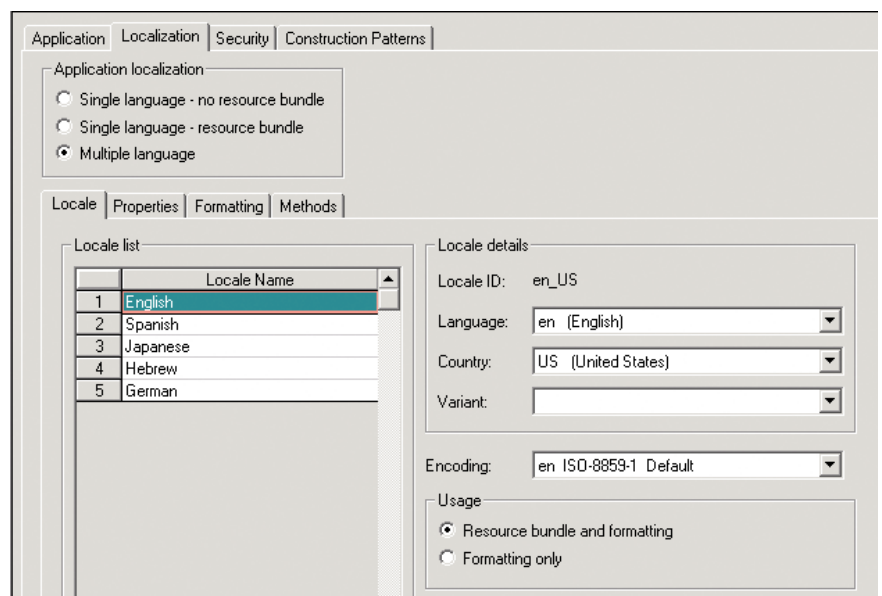 Application Localization Security Construction Patterns
Application localization
Single language - no resource bundle
Single language - resource bundle
Multiple language
Locale Properties Formatting Methods
Locale list
Locale Name
1 English
2 Spanish
3 Japanese
4 Hebrew
5 German
Locale details
Locale ID: en_US
Language: en (English)
Country: US (United States)
Variant:
Encoding: en ISO-8859-1 Default
Usage
Resource bundle and formatting
Formatting only